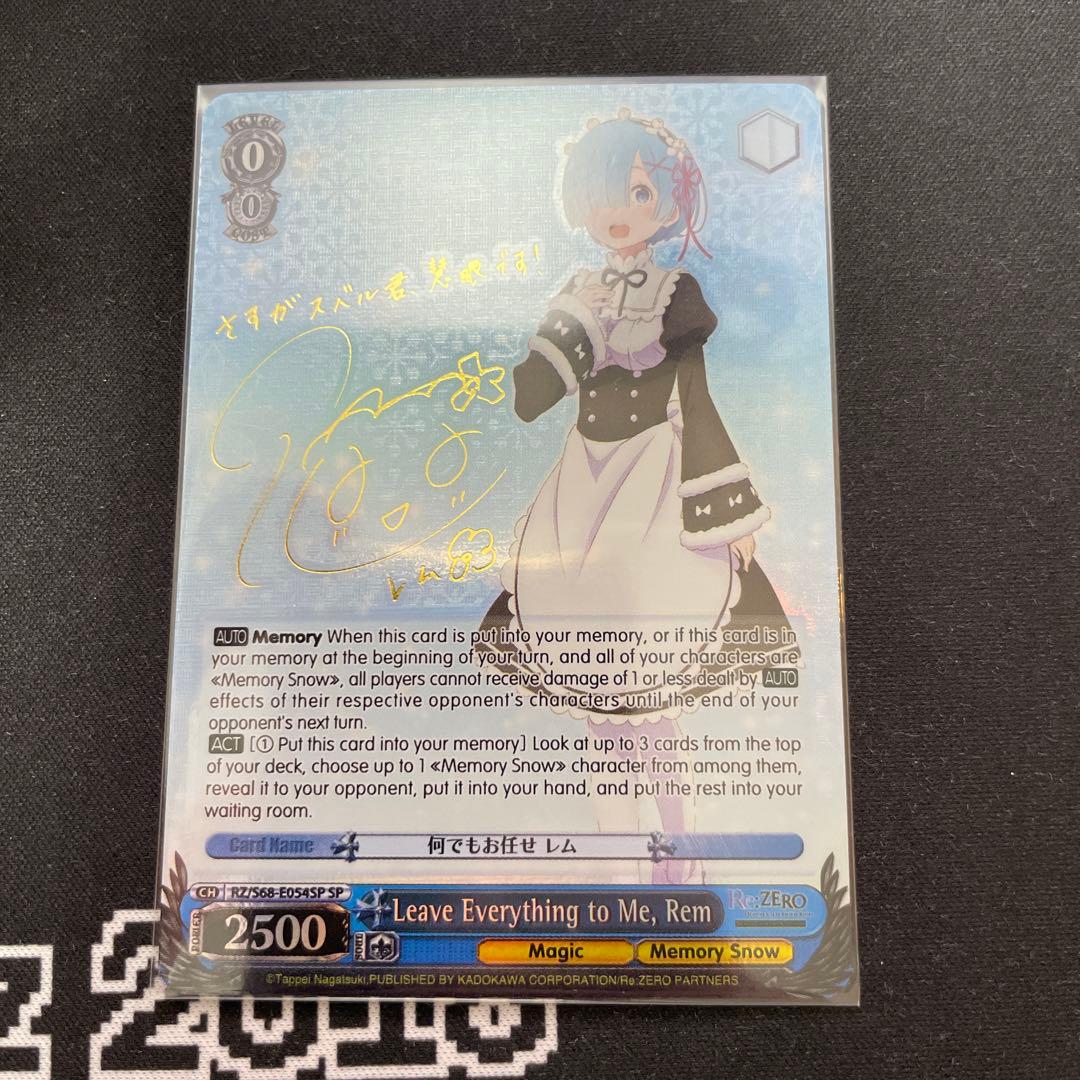 LEVEL
0
0
COST
さすがスバル君、慧眼です!
レム
AUTO Memory When this card is put into your memory, or if this card is in
your memory at the beginning of your turn, and all of your characters are
«Memory Snow», all players cannot receive damage of 1 or less dealt by AUTO
effects of their respective opponent's characters until the end of your
opponent's next turn.
ACT [① Put this card into your memory] Look at up to 3 cards from the top
of your deck, choose up to 1 «Memory Snow» character from among them,
reveal it to your opponent, put it into your hand, and put the rest into your
waiting room.
Card Name 何でもお任せ レム
CH RZ/S68-E054SP SP
POWER 2500 SOUL
Leave Everything to Me, Rem
Re:ZERO
Magic Memory Snow
©Tappei Nagatsuki,PUBLISHED BY KADOKAWA CORPORATION/Re:ZERO PARTNERS